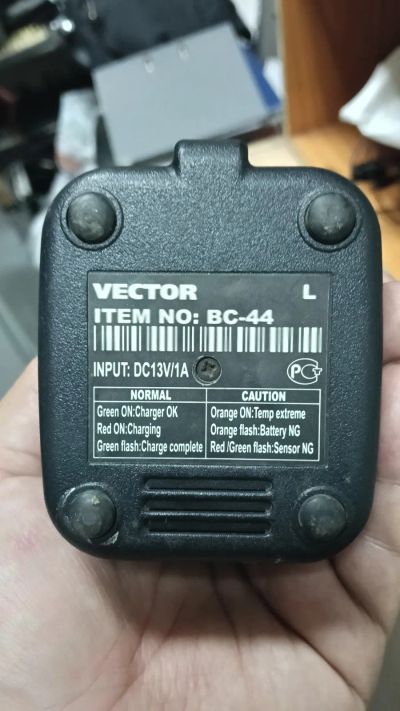 VECTOR L
ITEM NO: BC-44
INPUT: DC13V/1A
NORMAL CAUTION
Green ON:Charger OK Orange ON:Temp extreme
Red ON:Charging Orange flash:Battery NG
Green flash:Charge complete Red /Green flash:Sensor NG